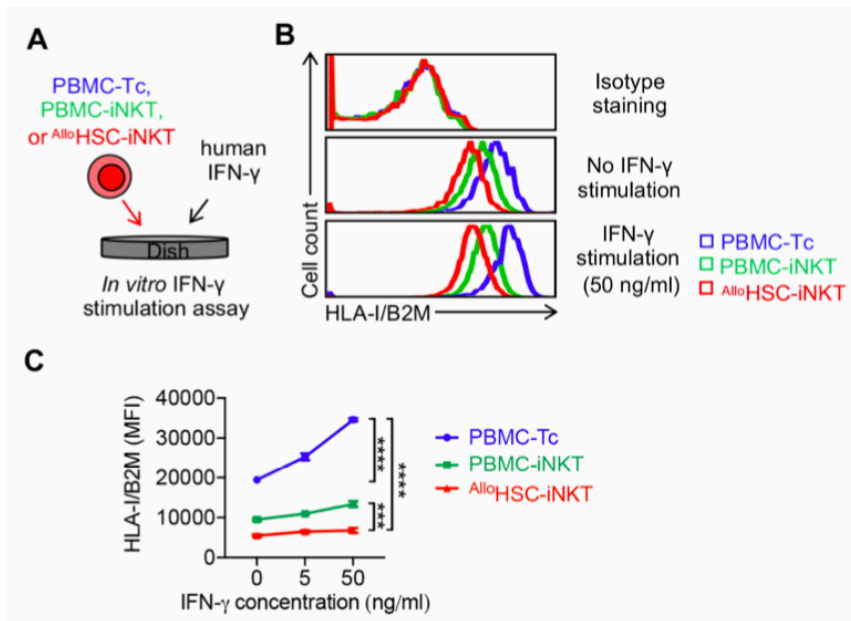 A
PBMC-Tc,
PBMC-iNKT,
or AlloHSC-iNKT
human
IFN-γ
Dish
In vitro IFN-γ
stimulation assay
B
Cell count
HLA-I/B2M
Isotype
staining
No IFN-γ
stimulation
IFN-γ
stimulation
(50 ng/ml)
PBMC-Tc
PBMC-iNKT
AlloHSC-iNKT
C
HLA-I/B2M (MFI)
40000
30000
20000
10000
0
0 5 50
IFN-γ concentration (ng/ml)
****
***
****
PBMC-Tc
PBMC-iNKT
AlloHSC-iNKT